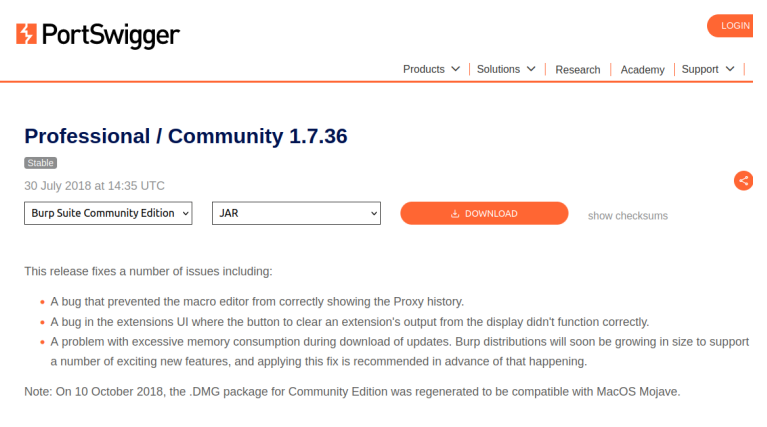 PortSwigger
LOGIN
Products
Solutions
Research
Academy
Support
Professional / Community 1.7.36
Stable
30 July 2018 at 14:35 UTC
Burp Suite Community Edition
JAR
DOWNLOAD
show checksums
This release fixes a number of issues including:
A bug that prevented the macro editor from correctly showing the Proxy history.
A bug in the extensions UI where the button to clear an extension's output from the display didn't function correctly.
A problem with excessive memory consumption during download of updates. Burp distributions will soon be growing in size to support
a number of exciting new features, and applying this fix is recommended in advance of that happening.
Note: On 10 October 2018, the .DMG package for Community Edition was regenerated to be compatible with MacOS Mojave.